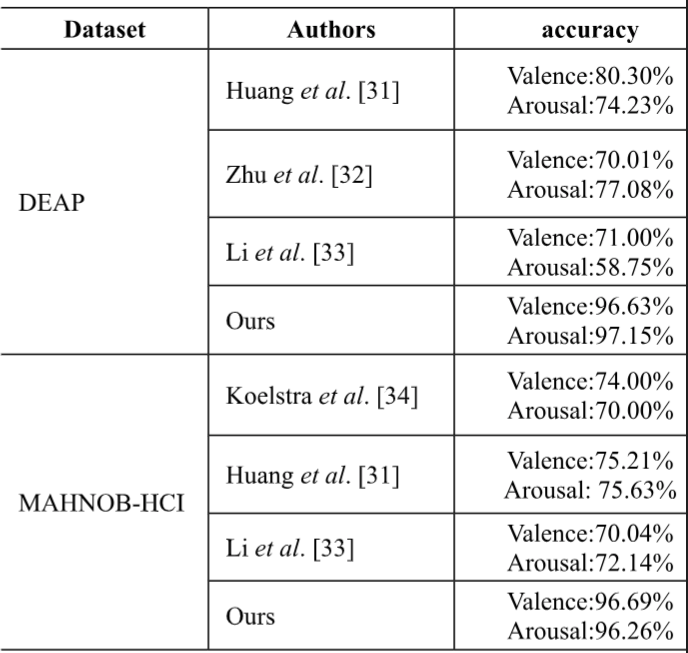 Dataset Authors accuracy
DEAP
Huang et al. [31]
Valence:80.30%
Arousal:74.23%
Zhu et al. [32]
Valence:70.01%
Arousal:77.08%
Li et al. [33]
Valence:71.00%
Arousal:58.75%
Ours
Valence:96.63%
Arousal:97.15%
MAHNOB-HCI
Koelstra et al. [34]
Valence:74.00%
Arousal:70.00%
Huang et al. [31]
Valence:75.21%
Arousal: 75.63%
Li et al. [33]
Valence:70.04%
Arousal:72.14%
Ours
Valence:96.69%
Arousal:96.26%